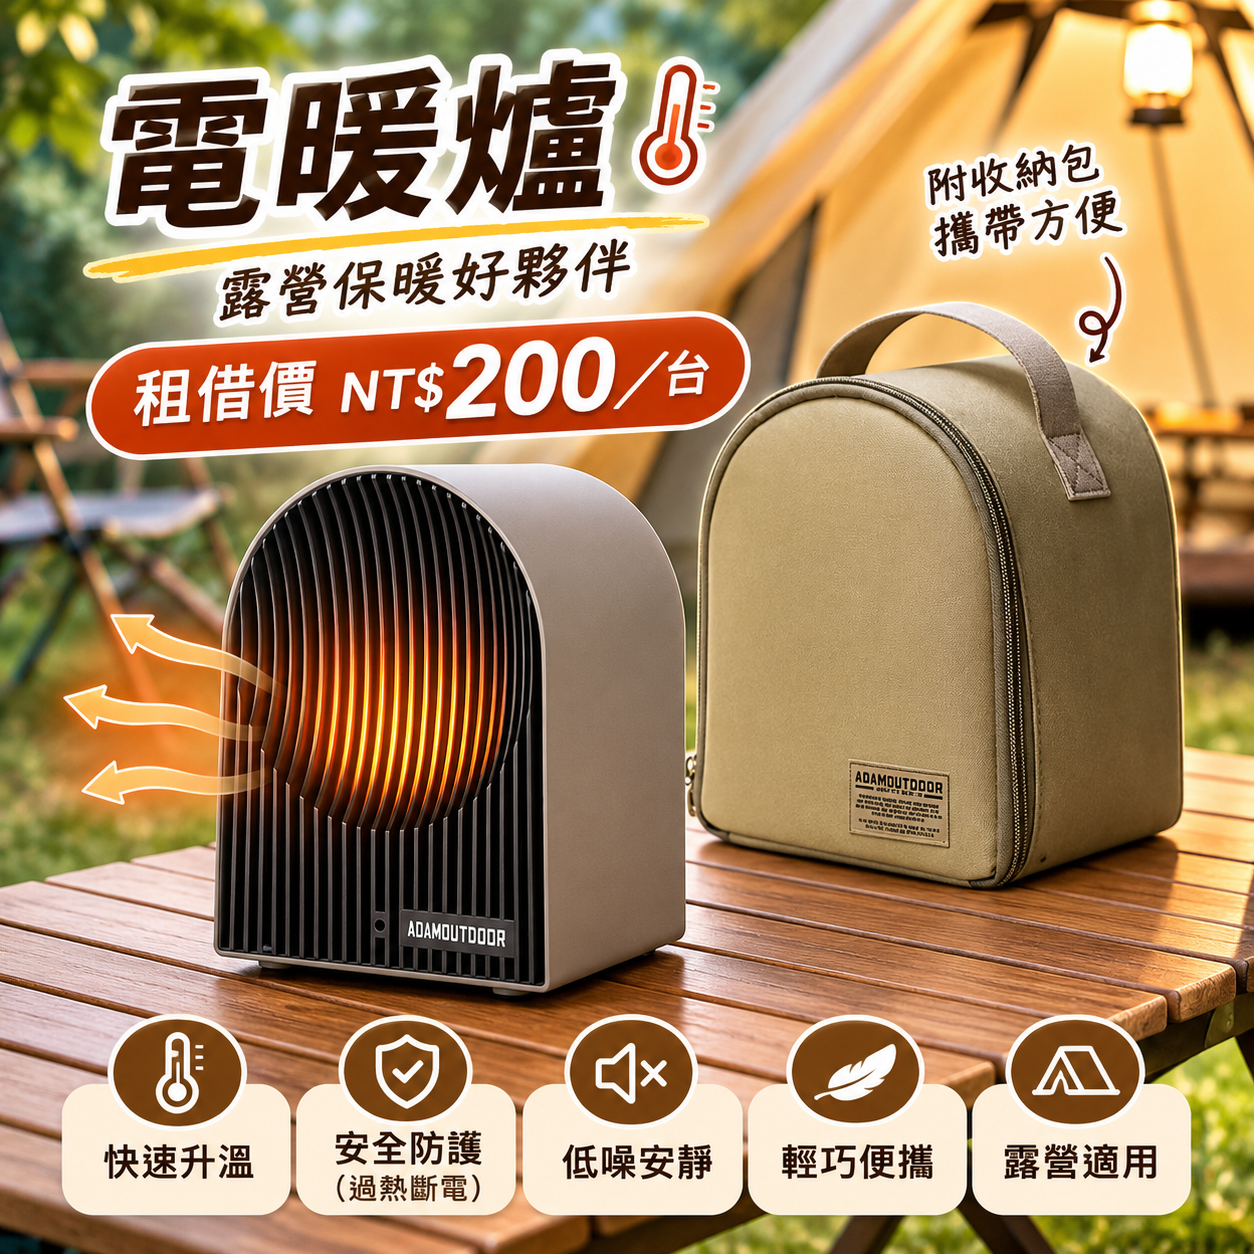 電暖爐
露營保暖好夥伴
租借價 NT$200/台
附收納包
攜帶方便
ADAMOUTDOOR
ADAMOUTDOOR
快速升溫
安全防護
(過熱斷電)
低噪安靜
輕巧便攜
露營適用